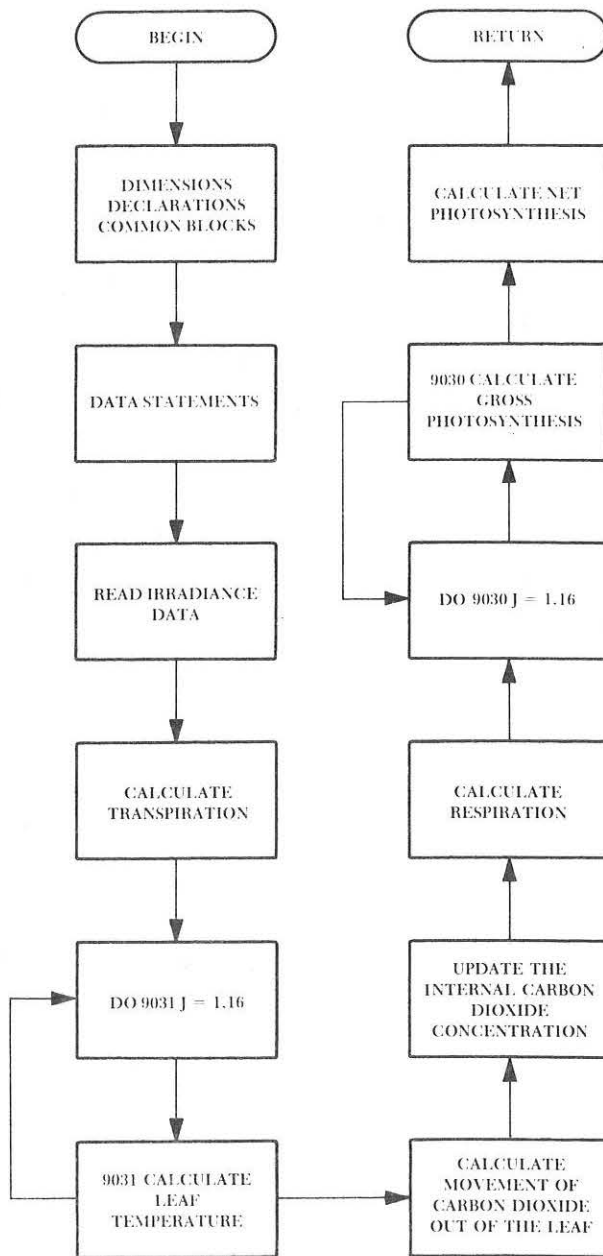 BEGIN
DIMENSIONS
DECLARATIONS
COMMON BLOCKS
DATA STATEMENTS
READ IRRADIANCE
DATA
CALCULATE
TRANSPIRATION
DO 9031 J = 1,16
9031 CALCULATE
LEAF
TEMPERATURE
CALCULATE
MOVEMENT OF
CARBON DIOXIDE
OUT OF THE LEAF
UPDATE THE
INTERNAL CARBON
DIOXIDE
CONCENTRATION
CALCULATE
RESPIRATION
DO 9030 J = 1,16
9030 CALCULATE
GROSS
PHOTOSYNTHESIS
CALCULATE NET
PHOTOSYNTHESIS
RETURN